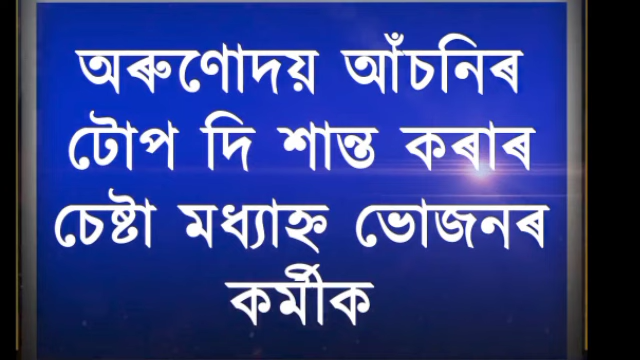 অৰুণোদয় আঁচনিৰ
টোপ দি শান্ত কৰাৰ
চেষ্টা মধ্যাহ্ন ভোজনৰ
কৰ্মীক